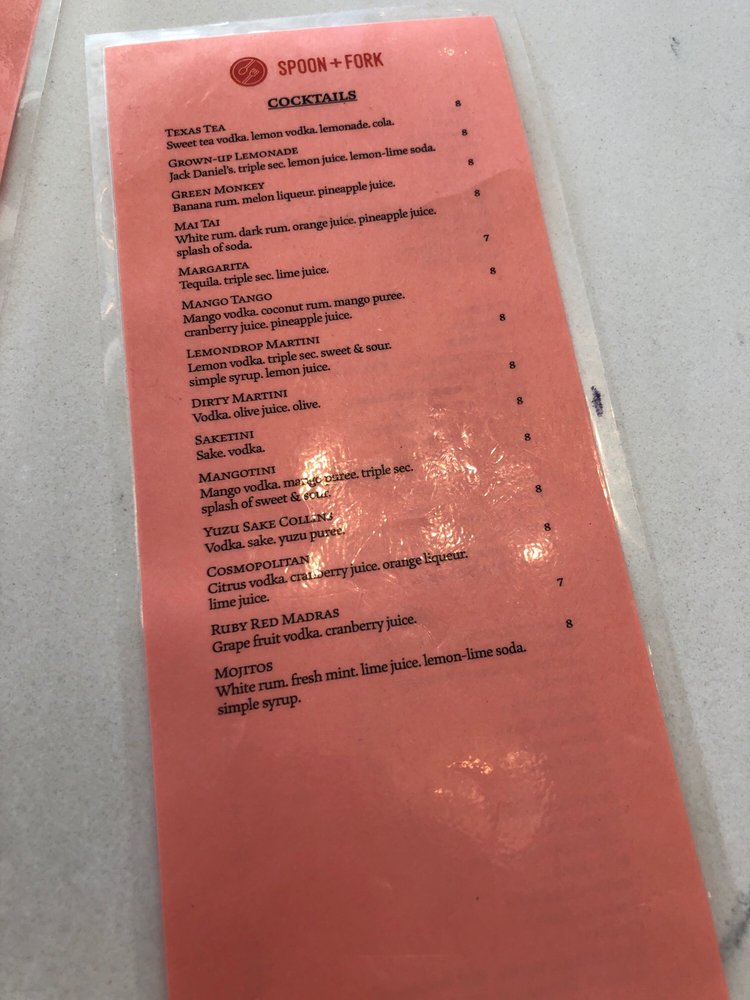 SPOON + FORK
COCKTAILS
TEXAS TEA 8
Sweet tea vodka. lemon vodka. lemonade. cola.
GROWN-UP LEMONADE 8
Jack Daniel's. triple sec. lemon juice. lemon-lime soda.
GREEN MONKEY 8
Banana rum. melon liqueur. pineapple juice.
MAI TAI 8
White rum. dark rum. orange juice. pineapple juice.
splash of soda.
MARGARITA 7
Tequila. triple sec. lime juice.
MANGO TANGO 8
Mango vodka. coconut rum. mango puree.
cranberry juice. pineapple juice.
LEMONDROP MARTINI 8
Lemon vodka. triple sec. sweet & sour.
simple syrup. lemon juice.
DIRTY MARTINI 8
Vodka. olive juice. olive.
SAKETINI 8
Sake. vodka.
MANGOTINI 8
Mango vodka. mango puree. triple sec.
splash of sweet & sour.
YUZU SAKE COLLINS 8
Vodka. sake. yuzu puree.
COSMOPOLITAN 8
Citrus vodka. cranberry juice. orange liqueur.
lime juice.
RUBY RED MADRAS 7
Grape fruit vodka. cranberry juice.
MOJITOS 8
White rum. fresh mint. lime juice. lemon-lime soda.
simple syrup.